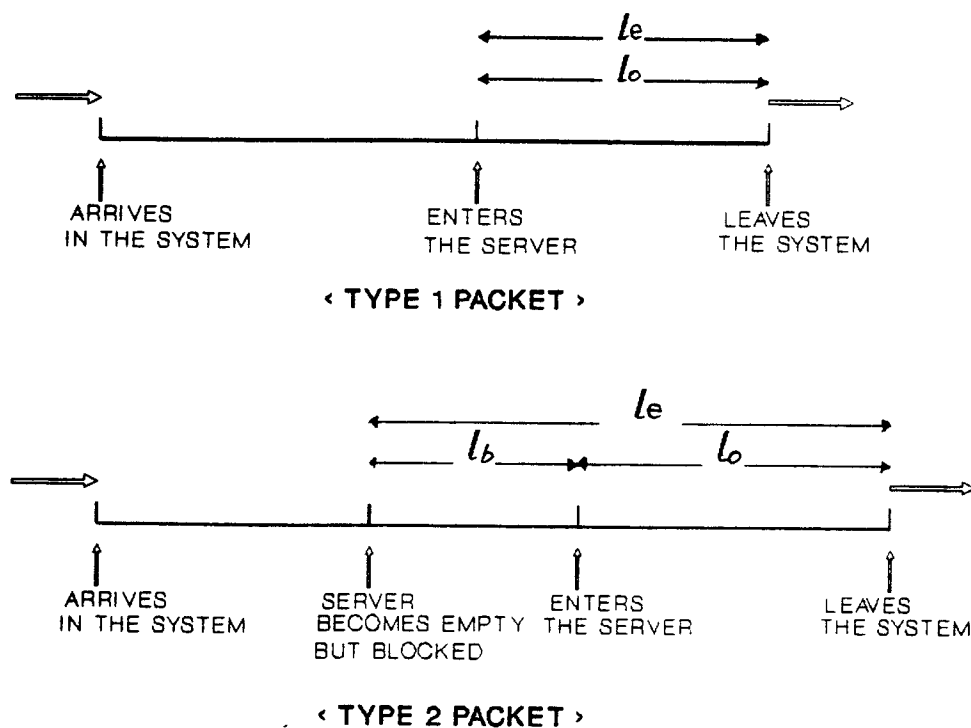 le
lo
ARRIVES
IN THE SYSTEM
ENTERS
THE SERVER
LEAVES
THE SYSTEM
‹ TYPE 1 PACKET ›
le
lb
lo
ARRIVES
IN THE SYSTEM
SERVER
BECOMES EMPTY
BUT BLOCKED
ENTERS
THE SERVER
LEAVES
THE SYSTEM
‹ TYPE 2 PACKET ›